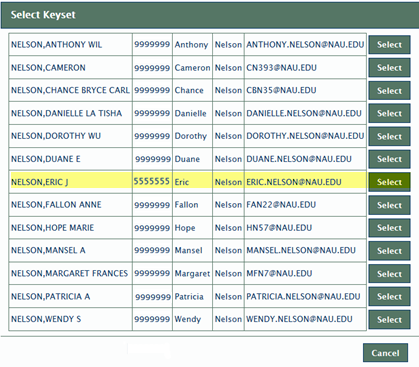 Select Keyset
NELSON,ANTHONY WIL 9999999 Anthony Nelson ANTHONY.NELSON@NAU.EDU Select
NELSON,CAMERON 9999999 Cameron Nelson CN393@NAU.EDU Select
NELSON,CHANCE BRYCE CARL 9999999 Chance Nelson CBN35@NAU.EDU Select
NELSON,DANIELLE LA TISHA 9999999 Danielle Nelson DANIELLE.NELSON@NAU.EDU Select
NELSON,DOROTHY WU 9999999 Dorothy Nelson DOROTHY.NELSON@NAU.EDU Select
NELSON,DUANE E 9999999 Duane Nelson DUANE.NELSON@NAU.EDU Select
NELSON,ERIC J 5555555 Eric Nelson ERIC.NELSON@NAU.EDU Select
NELSON,FALLON ANNE 9999999 Fallon Nelson FAN22@NAU.EDU Select
NELSON,HOPE MARIE 9999999 Hope Nelson HN57@NAU.EDU Select
NELSON,MANSEL A 9999999 Mansel Nelson MANSEL.NELSON@NAU.EDU Select
NELSON,MARGARET FRANCES 9999999 Margaret Nelson MFN7@NAU.EDU Select
NELSON,PATRICIA A 9999999 Patricia Nelson PATRICIA.NELSON@NAU.EDU Select
NELSON,WENDY S 9999999 Wendy Nelson WENDY.NELSON@NAU.EDU Select
Cancel